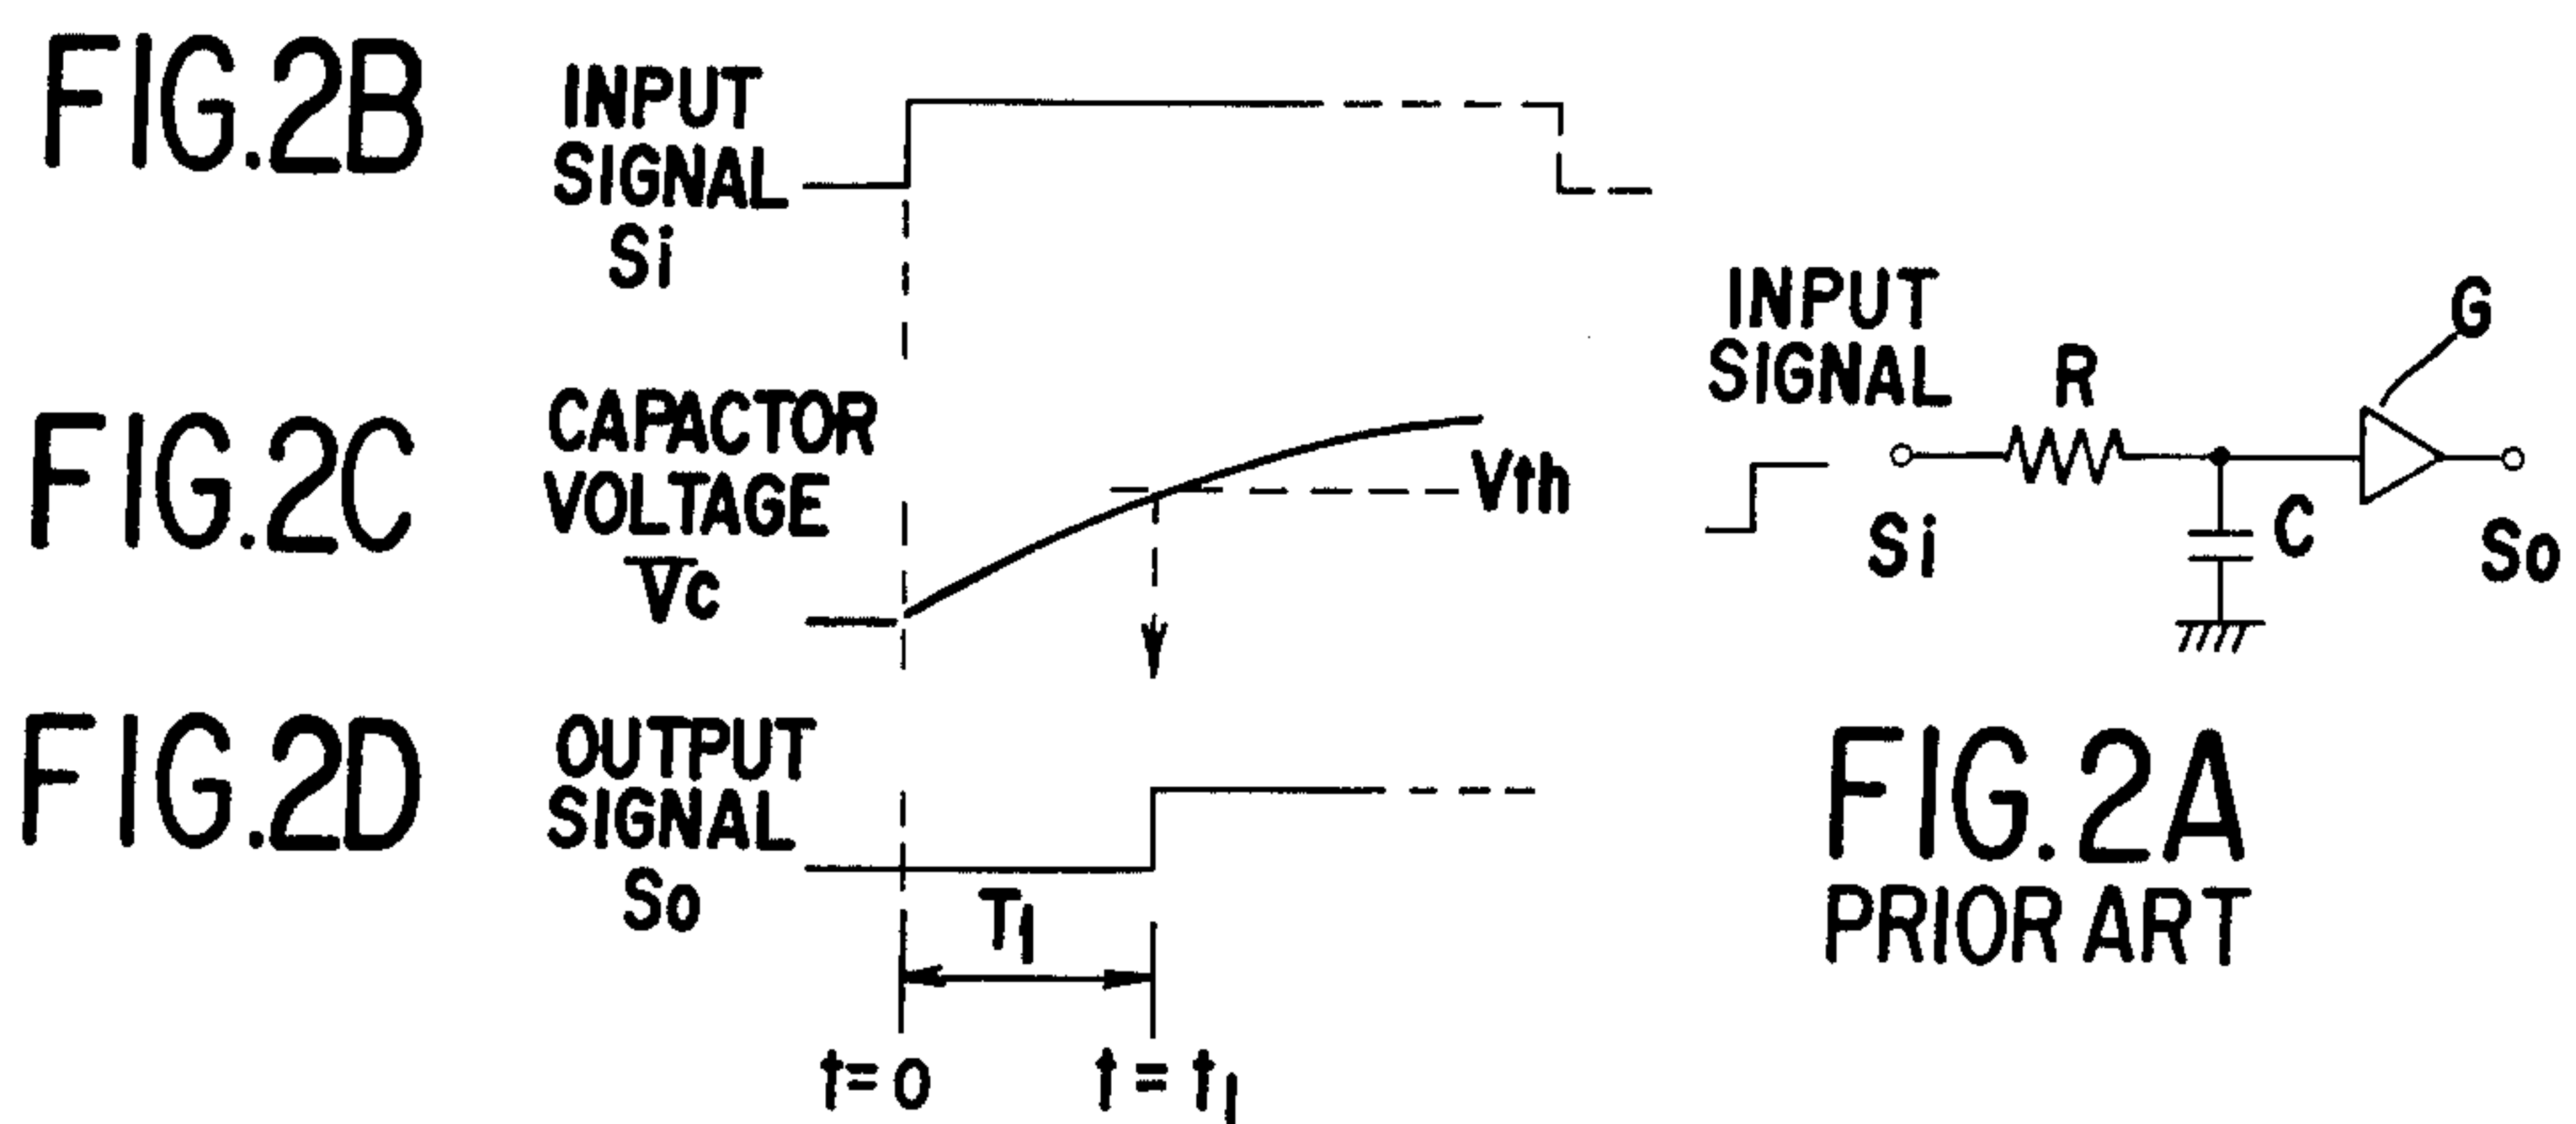 FIG.2B
INPUT
SIGNAL
Si
FIG.2C
CAPACTOR
VOLTAGE
Vc
Vth
FIG.2D
OUTPUT
SIGNAL
So
T1
t=0
t=t1
INPUT
SIGNAL
Si
R
C
G
So
FIG.2A
PRIOR ART